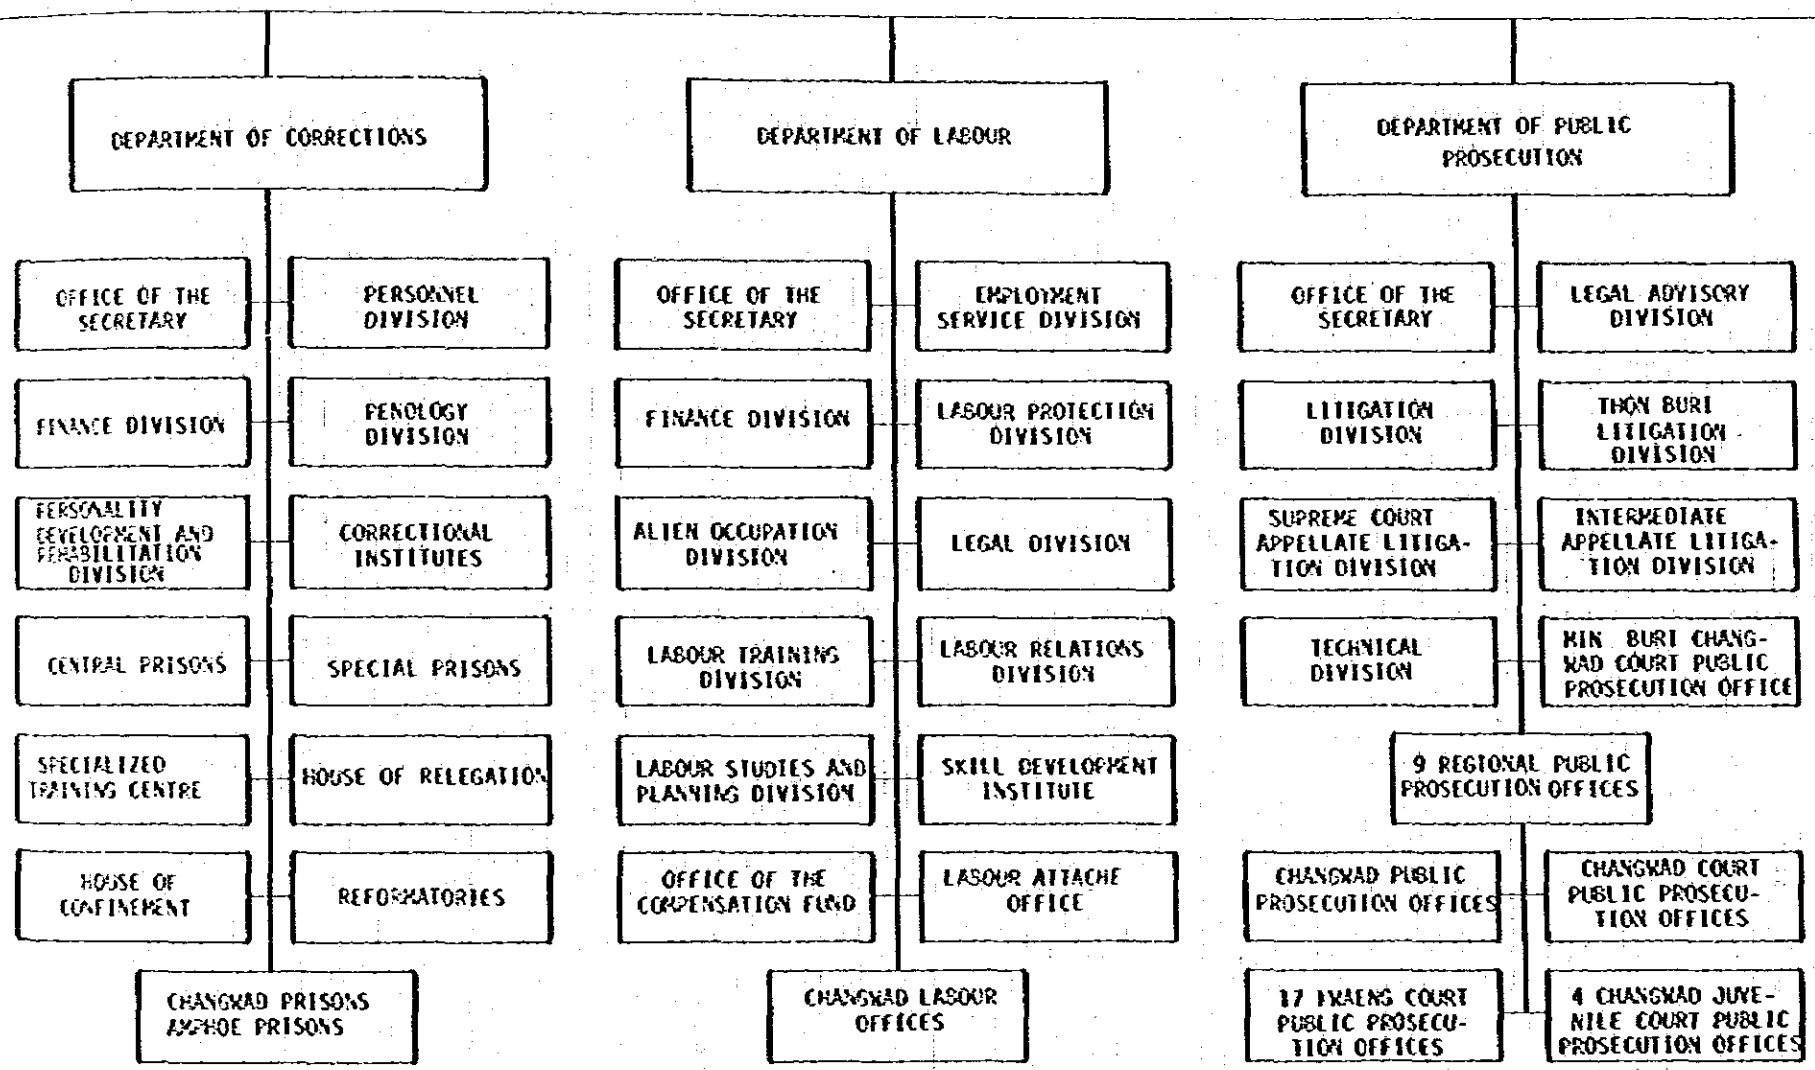 DEPARTMENT OF CORRECTIONS
OFFICE OF THE
SECRETARY
PERSONNEL
DIVISION
FINANCE DIVISION
PENOLOGY
DIVISION
PERSONALITY
DEVELOPMENT AND
REHABILITATION
DIVISION
CORRECTIONAL
INSTITUTES
CENTRAL PRISONS
SPECIAL PRISONS
SPECIALIZED
TRAINING CENTRE
HOUSE OF RELEGATION
HOUSE OF
CONFINEMENT
REFORMATORIES
CHANGWAD PRISONS
AMPHOE PRISONS
DEPARTMENT OF LABOUR
OFFICE OF THE
SECRETARY
EMPLOYMENT
SERVICE DIVISION
FINANCE DIVISION
LABOUR PROTECTION
DIVISION
ALIEN OCCUPATION
DIVISION
LEGAL DIVISION
LABOUR TRAINING
DIVISION
LABOUR RELATIONS
DIVISION
LABOUR STUDIES AND
PLANNING DIVISION
SKILL DEVELOPMENT
INSTITUTE
OFFICE OF THE
COMPENSATION FUND
LABOUR ATTACHE
OFFICE
CHANGWAD LABOUR
OFFICES
DEPARTMENT OF PUBLIC
PROSECUTION
OFFICE OF THE
SECRETARY
LEGAL ADVISORY
DIVISION
LITIGATION
DIVISION
THON BURI
LITIGATION
DIVISION
SUPREME COURT
APPELLATE LITIGA-
TION DIVISION
INTERMEDIATE
APPELLATE LITIGA-
TION DIVISION
TECHNICAL
DIVISION
MIN BURI CHANG-
WAD COURT PUBLIC
PROSECUTION OFFICE
9 REGIONAL PUBLIC
PROSECUTION OFFICES
CHANGWAD PUBLIC
PROSECUTION OFFICES
CHANGWAD COURT
PUBLIC PROSECU-
TION OFFICES
17 KWAENG COURT
PUBLIC PROSECU-
TION OFFICES
4 CHANGWAD JUVE-
NILE COURT PUBLIC
PROSECUTION OFFICES